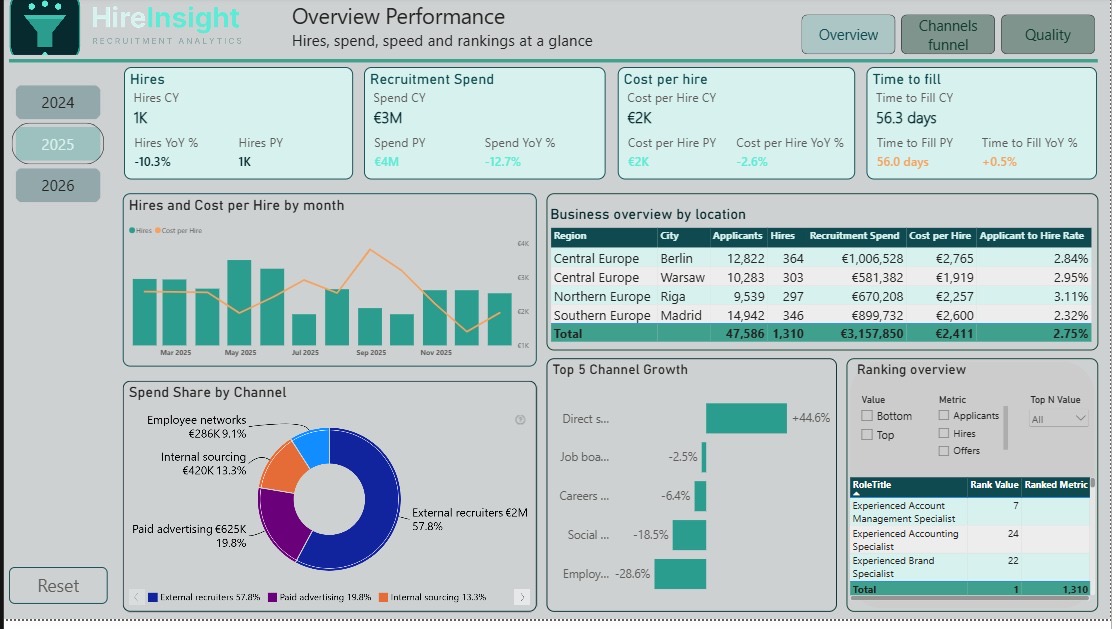 HireInsight
RECRUITMENT ANALYTICS
Overview Performance
Hires, spend, speed and rankings at a glance
Overview
Channels
funnel
Quality
2024
2025
2026
Reset
Hires
Hires CY
1K
Hires YoY % Hires PY
-10.3% 1K
Recruitment Spend
Spend CY
€3M
Spend PY Spend YoY %
€4M -12.7%
Cost per hire
Cost per Hire CY
€2K
Cost per Hire PY Cost per Hire YoY %
€2K -2.6%
Time to fill
Time to Fill CY
56.3 days
Time to Fill PY Time to Fill YoY %
56.0 days +0.5%
Hires and Cost per Hire by month
Hires Cost per Hire
€4K
€3K
€2K
€1K
Mar 2025 May 2025 Jul 2025 Sep 2025 Nov 2025
Business overview by location
Region City Applicants Hires Recruitment Spend Cost per Hire Applicant to Hire Rate
Central Europe Berlin 12,822 364 €1,006,528 €2,765 2.84%
Central Europe Warsaw 10,283 303 €581,382 €1,919 2.95%
Northern Europe Riga 9,539 297 €670,208 €2,257 3.11%
Southern Europe Madrid 14,942 346 €899,732 €2,600 2.32%
Total 47,586 1,310 €3,157,850 €2,411 2.75%
Spend Share by Channel
Employee networks
€286K 9.1%
Internal sourcing
€420K 13.3%
Paid advertising €625K
19.8%
External recruiters €2M
57.8%
External recruiters 57.8% Paid advertising 19.8% Internal sourcing 13.3%
Top 5 Channel Growth
Direct s... +44.6%
Job boa... -2.5%
Careers ... -6.4%
Social ... -18.5%
Employ... -28.6%
Ranking overview
Value Metric Top N Value
Bottom Applicants All
Top Hires
Offers
RoleTitle Rank Value Ranked Metric
Experienced Account
Management Specialist 7
Experienced Accounting
Specialist 24
Experienced Brand
Specialist 22
Total 1 1,310